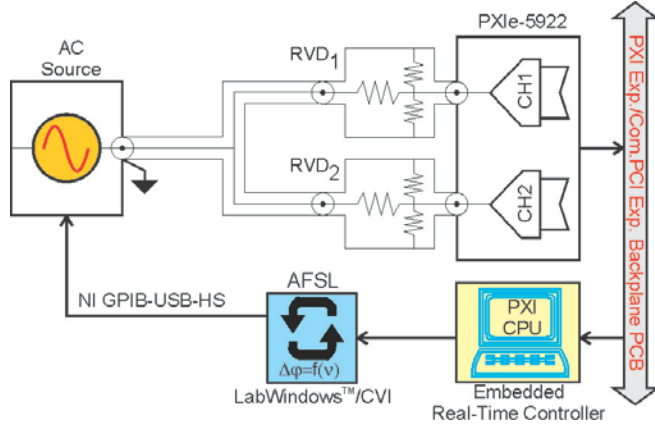 AC
Source
RVD1
RVD2
PXIe-5922
CH1
CH2
PXI Exp./Com.PCI Exp. Backplane PCB
NI GPIB-USB-HS
AFSL
Δφ=f(ν)
LabWindows™/CVI
PXI
CPU
Embedded
Real-Time Controller